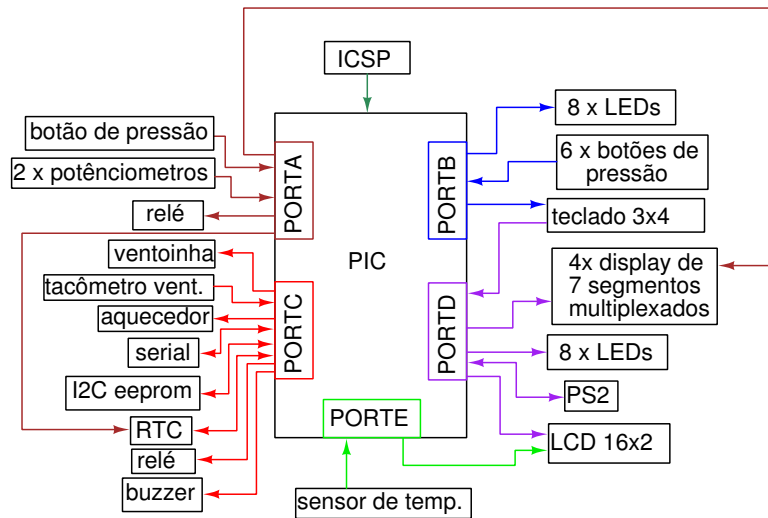 ICSP
botão de pressão
2 x potênciometros
relé
ventoinha
tacômetro vent.
aquecedor
serial
I2C eeprom
RTC
relé
buzzer
PORTA
PORTC
PIC
PORTE
sensor de temp.
PORTB
PORTD
8 x LEDs
6 x botões de
pressão
teclado 3x4
4x display de
7 segmentos
multiplexados
8 x LEDs
PS2
LCD 16x2